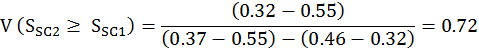 V (S_SC2 ≥ S_SC1) = (0.32 − 0.55) / ((0.37 − 0.55) − (0.46 − 0.32)) = 0.72